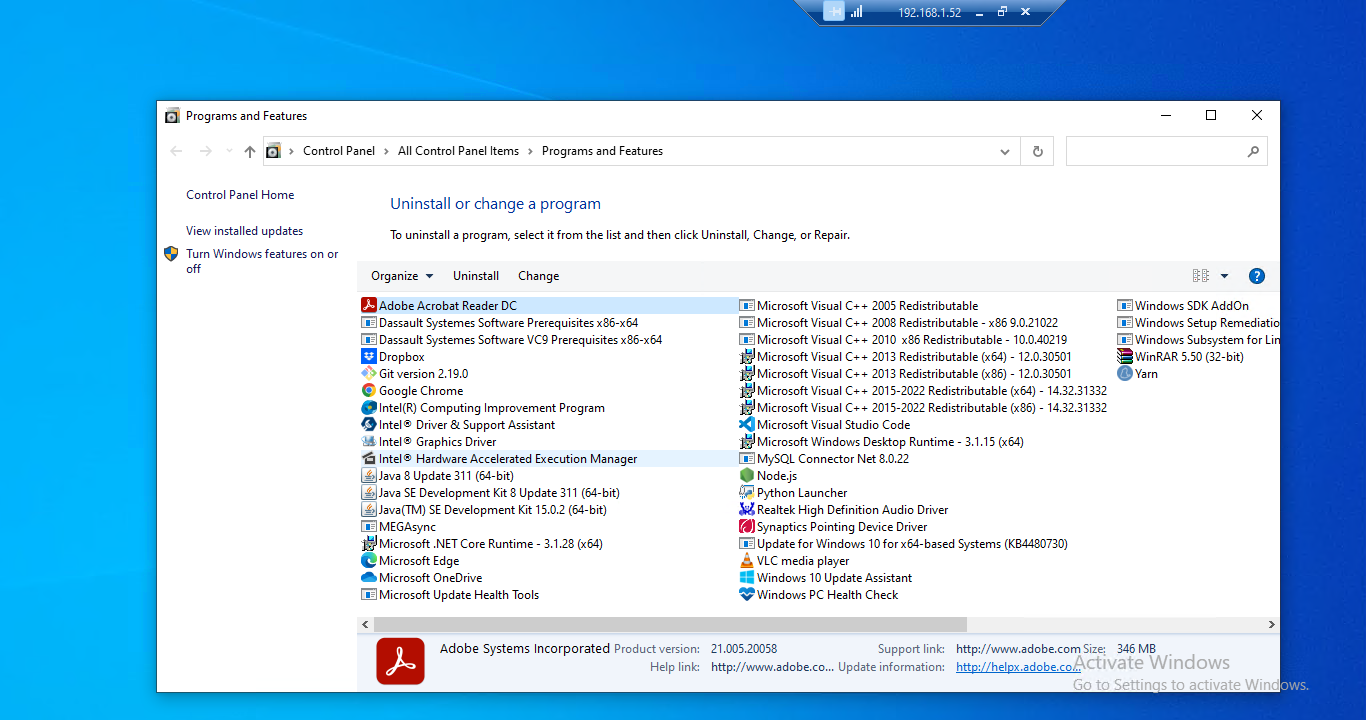 192.168.1.52
Programs and Features
Control Panel > All Control Panel Items > Programs and Features
Control Panel Home
View installed updates
Turn Windows features on or
off
Uninstall or change a program
To uninstall a program, select it from the list and then click Uninstall, Change, or Repair.
Organize Uninstall Change
Adobe Acrobat Reader DC
Dassault Systemes Software Prerequisites x86-x64
Dassault Systemes Software VC9 Prerequisites x86-x64
Dropbox
Git version 2.19.0
Google Chrome
Intel(R) Computing Improvement Program
Intel® Driver & Support Assistant
Intel® Graphics Driver
Intel® Hardware Accelerated Execution Manager
Java 8 Update 311 (64-bit)
Java SE Development Kit 8 Update 311 (64-bit)
Java(TM) SE Development Kit 15.0.2 (64-bit)
MEGAsync
Microsoft .NET Core Runtime - 3.1.28 (x64)
Microsoft Edge
Microsoft OneDrive
Microsoft Update Health Tools
Microsoft Visual C++ 2005 Redistributable
Microsoft Visual C++ 2008 Redistributable - x86 9.0.21022
Microsoft Visual C++ 2010 x86 Redistributable - 10.0.40219
Microsoft Visual C++ 2013 Redistributable (x64) - 12.0.30501
Microsoft Visual C++ 2013 Redistributable (x86) - 12.0.30501
Microsoft Visual C++ 2015-2022 Redistributable (x64) - 14.32.31332
Microsoft Visual C++ 2015-2022 Redistributable (x86) - 14.32.31332
Microsoft Visual Studio Code
Microsoft Windows Desktop Runtime - 3.1.15 (x64)
MySQL Connector Net 8.0.22
Node.js
Python Launcher
Realtek High Definition Audio Driver
Synaptics Pointing Device Driver
Update for Windows 10 for x64-based Systems (KB4480730)
VLC media player
Windows 10 Update Assistant
Windows PC Health Check
Windows SDK AddOn
Windows Setup Remediatio
Windows Subsystem for Lin
WinRAR 5.50 (32-bit)
Yarn
Adobe Systems Incorporated Product version: 21.005.20058 Support link: http://www.adobe.com Size: 346 MB
Help link: http://www.adobe.co... Update information: http://helpx.adobe.co...
Activate Windows
Go to Settings to activate Windows.